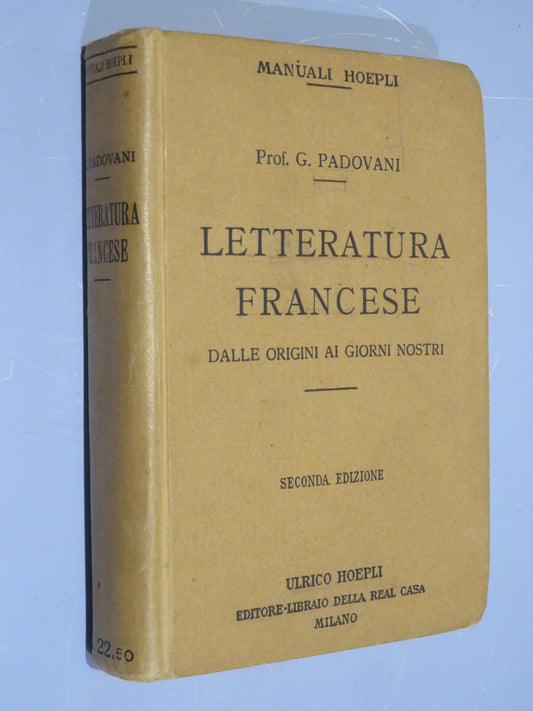 MANUALI HOEPLI
Prof. G. PADOVANI
LETTERATURA
FRANCESE
DALLE ORIGINI AI GIORNI NOSTRI
SECONDA EDIZIONE
ULRICO HOEPLI
EDITORE-LIBRAIO DELLA REAL CASA
MILANO
HOEPLI
PADOVANI
LETTERATURA
FRANCESE
22.50